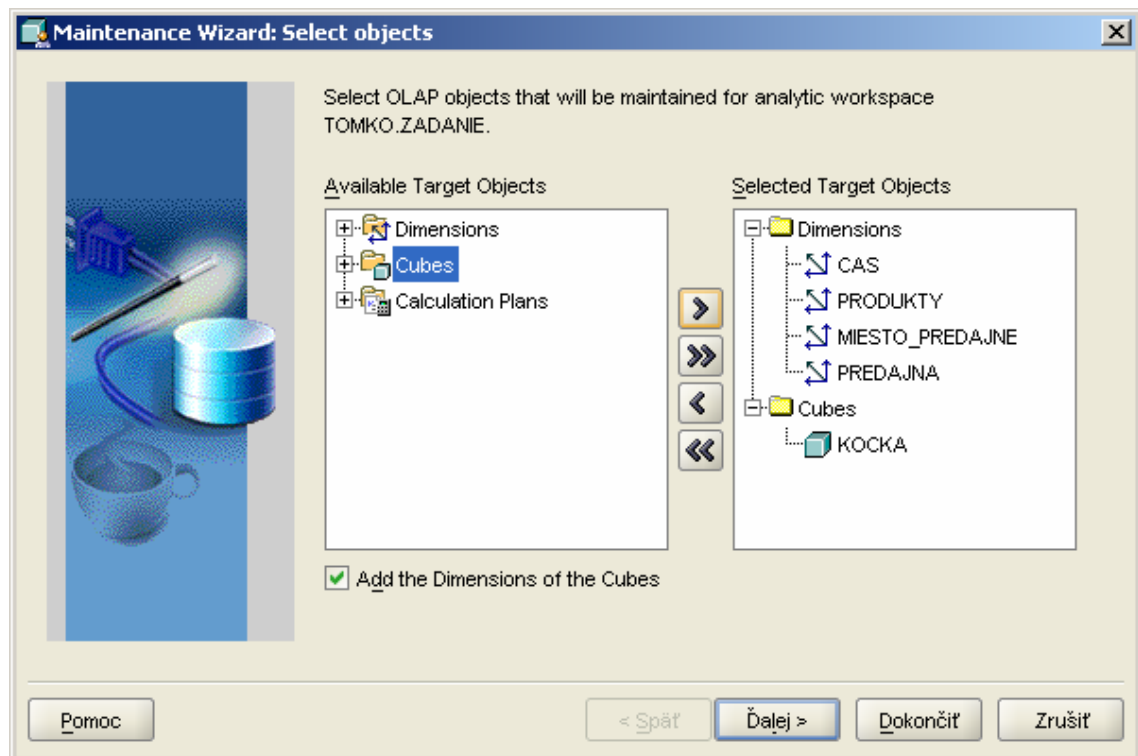 Maintenance Wizard: Select objects
Select OLAP objects that will be maintained for analytic workspace
TOMKO.ZADANIE.
Available Target Objects
Dimensions
Cubes
Calculation Plans
Selected Target Objects
Dimensions
CAS
PRODUKTY
MIESTO_PREDAJNE
PREDAJNA
Cubes
KOCKA
Add the Dimensions of the Cubes
Pomoc
< Späť
Ďalej >
Dokončiť
Zrušiť